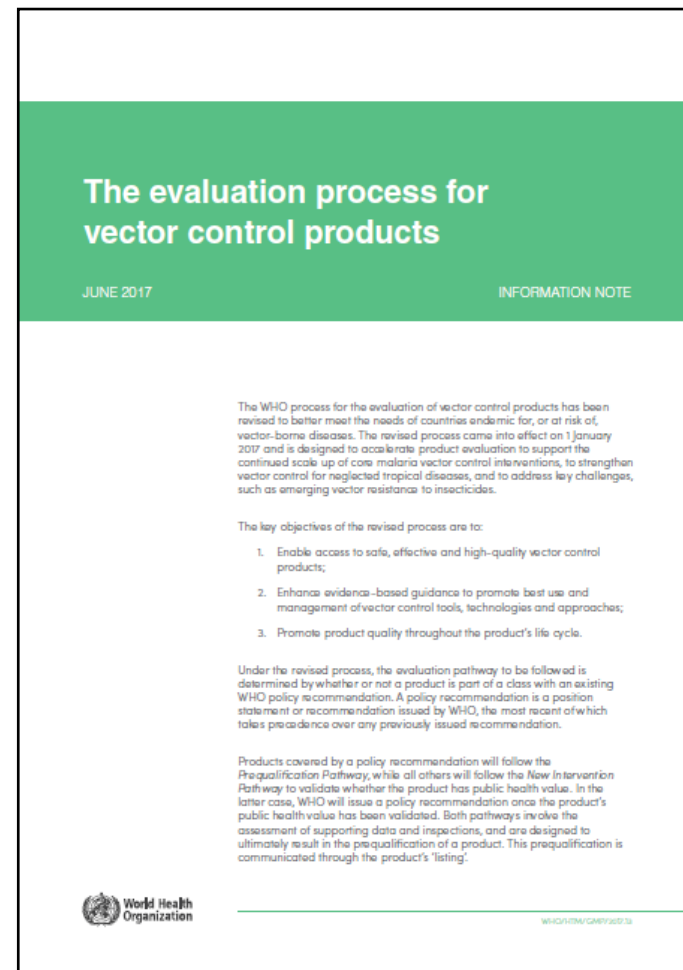 The evaluation process for
vector control products
JUNE 2017
INFORMATION NOTE
The WHO process for the evaluation of vector control products has been
revised to better meet the needs of countries endemic for, or at risk of,
vector-borne diseases. The revised process came into effect on 1 January
2017 and is designed to accelerate product evaluation to support the
continued scale up of core malaria vector control interventions, to strengthen
vector control for neglected tropical diseases, and to address key challenges,
such as emerging vector resistance to insecticides.
The key objectives of the revised process are to:
1. Enable access to safe, effective and high-quality vector control
products;
2. Enhance evidence-based guidance to promote best use and
management of vector control tools, technologies and approaches;
3. Promote product quality throughout the product's life cycle.
Under the revised process, the evaluation pathway to be followed is
determined by whether or not a product is part of a class with an existing
WHO policy recommendation. A policy recommendation is a position
statement or recommendation issued by WHO, the most recent of which
takes precedence over any previously issued recommendation.
Products covered by a policy recommendation will follow the
Prequalification Pathway, while all others will follow the New Intervention
Pathway to validate whether the product has public health value. In the
latter case, WHO will issue a policy recommendation once the product's
public health value has been validated. Both pathways involve the
assessment of supporting data and inspections, and are designed to
ultimately result in the prequalification of a product. This prequalification is
communicated through the product's 'listing'.
World Health
Organization